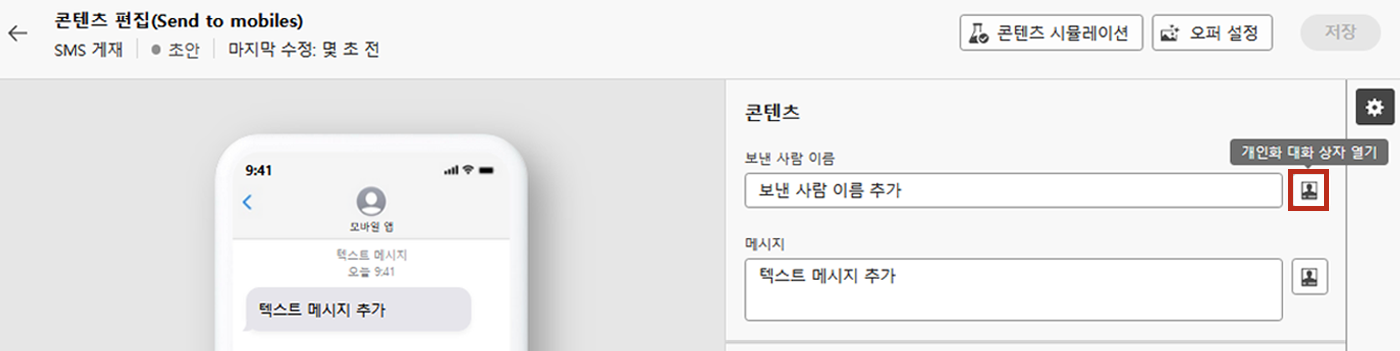 콘텐츠 편집(Send to mobiles)
SMS 게재 초안 마지막 수정: 몇 초 전
콘텐츠 시뮬레이션
오퍼 설정
저장
9:41
모바일 앱
텍스트 메시지
오늘 9:41
텍스트 메시지 추가
콘텐츠
개인화 대화 상자 열기
보낸 사람 이름
보낸 사람 이름 추가
메시지
텍스트 메시지 추가